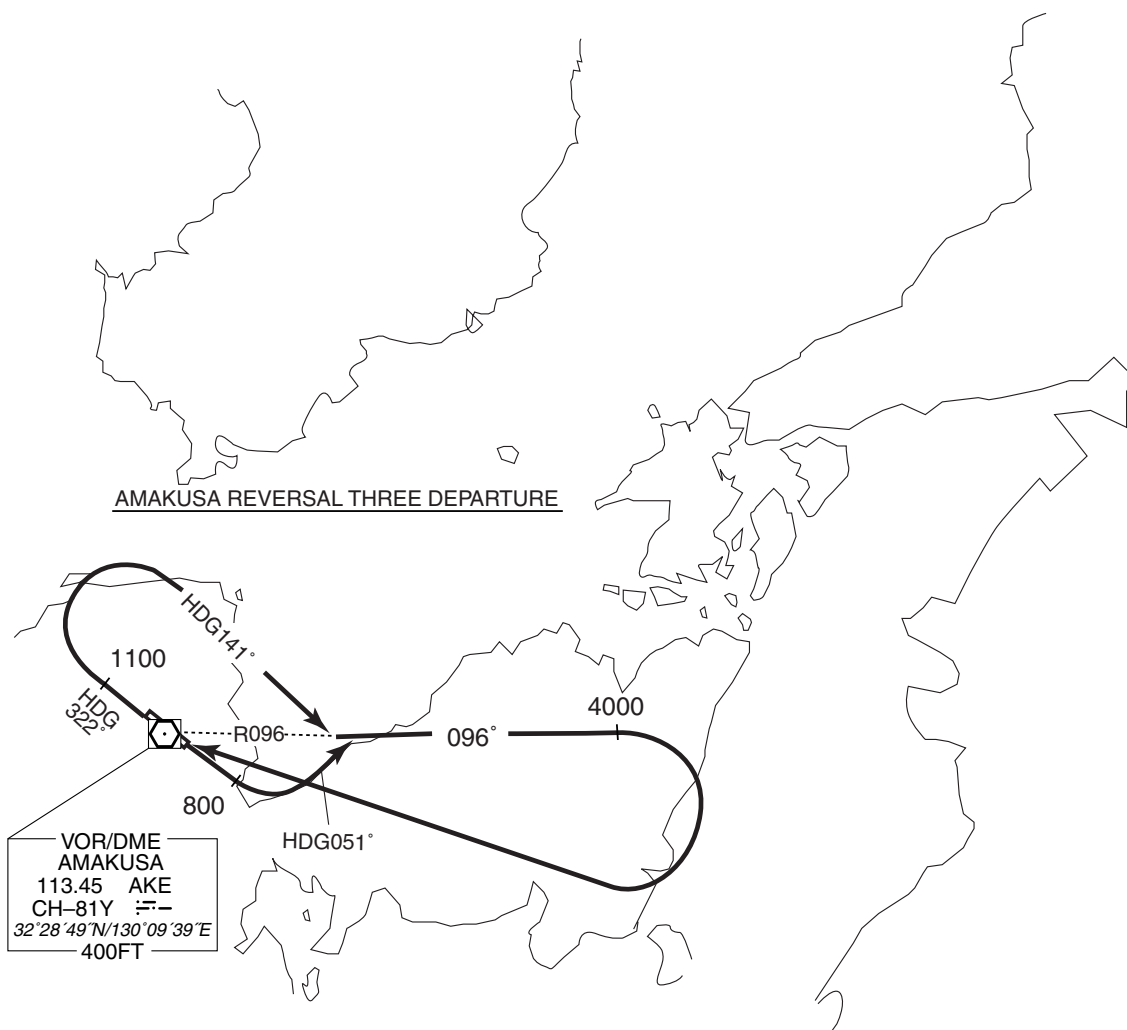 AMAKUSA REVERSAL THREE DEPARTURE
HDG141°
1100
HDG
322°
R096
096°
4000
800
HDG051°
VOR/DME
AMAKUSA
113.45 AKE
CH–81Y
32°28´49˝N/130°09´39˝E
400FT